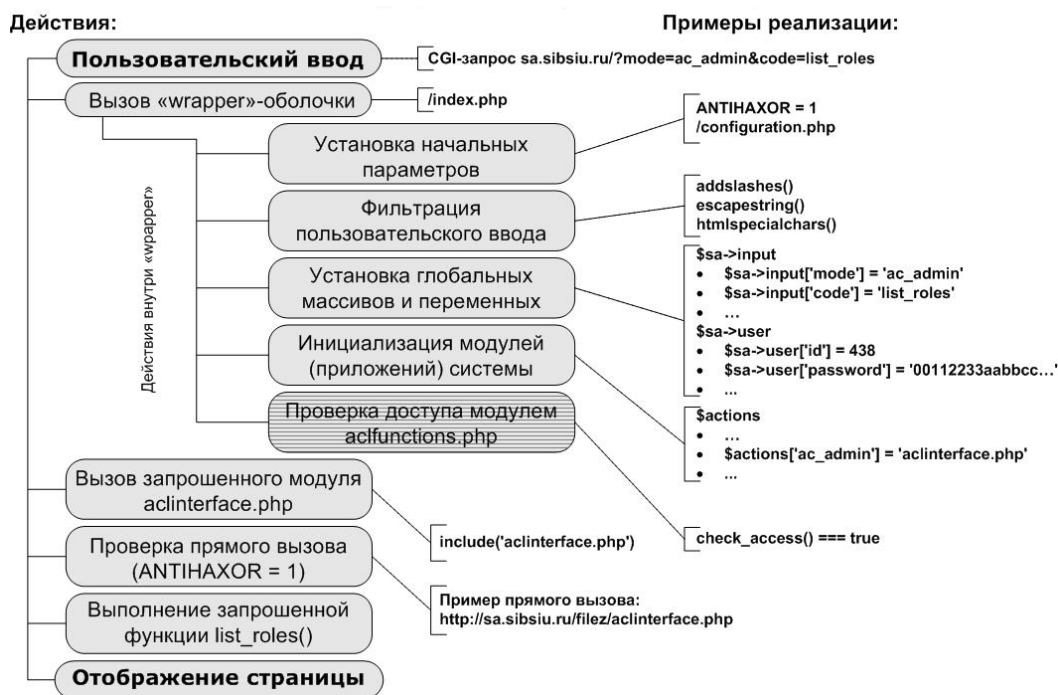 Действия:
Примеры реализации:
Пользовательский ввод
CGI-запрос sa.sibsiu.ru/?mode=ac_admin&code=list_roles
Вызов «wrapper»-оболочки
/index.php
Действия внутри «wpapper»
Установка начальных
параметров
ANTIHAXOR = 1
/configuration.php
Фильтрация
пользовательского ввода
addslashes()
escapestring()
htmlspecialchars()
Установка глобальных
массивов и переменных
$sa->input
• $sa->input['mode'] = 'ac_admin'
• $sa->input['code'] = 'list_roles'
• ...
$sa->user
• $sa->user['id'] = 438
• $sa->user['password'] = '00112233aabbcc...'
• ...
Инициализация модулей
(приложений) системы
$actions
• ...
• $actions['ac_admin'] = 'aclinterface.php'
• ...
Проверка доступа модулем
aclfunctions.php
check_access() === true
Вызов запрошенного модуля
aclinterface.php
include('aclinterface.php')
Проверка прямого вызова
(ANTIHAXOR = 1)
Пример прямого вызова:
http://sa.sibsiu.ru/filez/aclinterface.php
Выполнение запрошенной
функции list_roles()
Отображение страницы